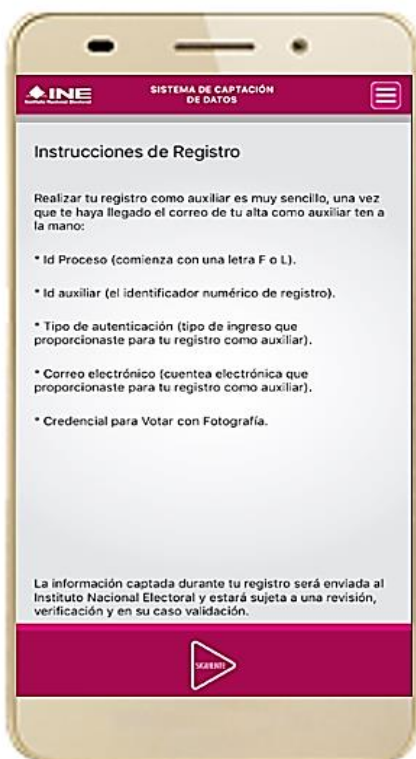 INE
Instituto Nacional Electoral
SISTEMA DE CAPTACIÓN
DE DATOS
Instrucciones de Registro
Realizar tu registro como auxiliar es muy sencillo, una vez
que te haya llegado el correo de tu alta como auxiliar ten a
la mano:
* Id Proceso (comienza con una letra F o L).
* Id auxiliar (el identificador numérico de registro).
* Tipo de autenticación (tipo de ingreso que
proporcionaste para tu registro como auxiliar).
* Correo electrónico (cuentea electrónica que
proporcionaste para tu registro como auxiliar).
* Credencial para Votar con Fotografía.
La información captada durante tu registro será enviada al
Instituto Nacional Electoral y estará sujeta a una revisión,
verificación y en su caso validación.
SIGUIENTE